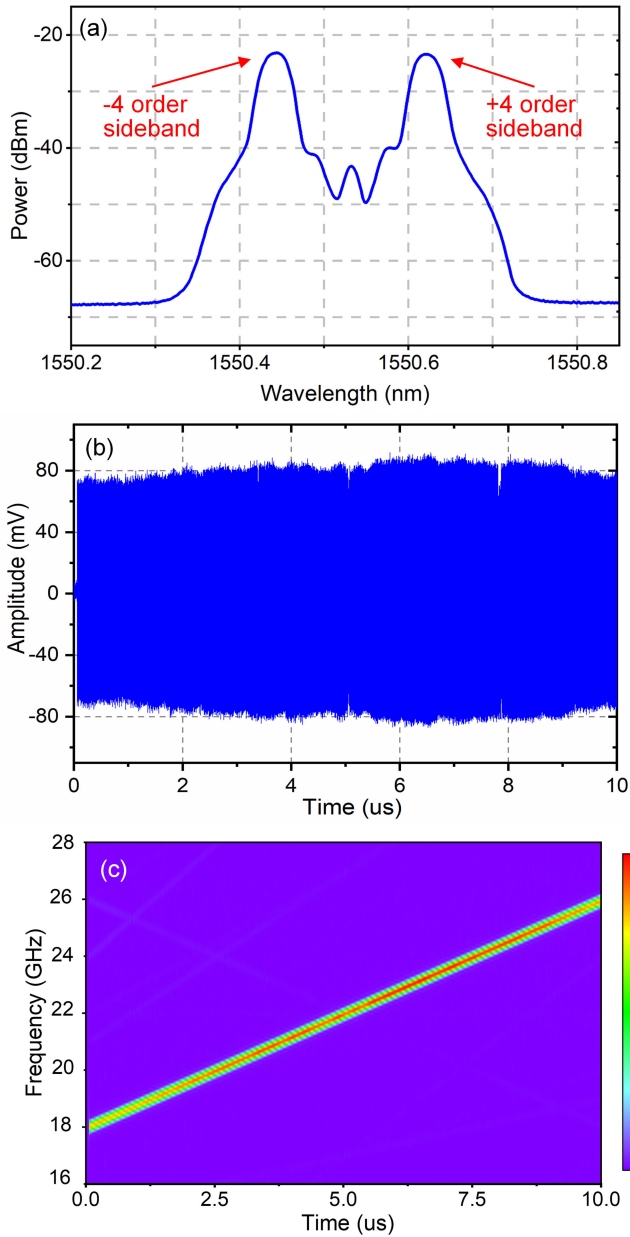 (a)
-20
-40
-60
Power (dBm)
-4 order
sideband
+4 order
sideband
1550.2 1550.4 1550.6 1550.8
Wavelength (nm)
(b)
80
40
0
-40
-80
Amplitude (mV)
0 2 4 6 8 10
Time (us)
(c)
28
26
24
22
20
18
16
Frequency (GHz)
0.0 2.5 5.0 7.5 10.0
Time (us)